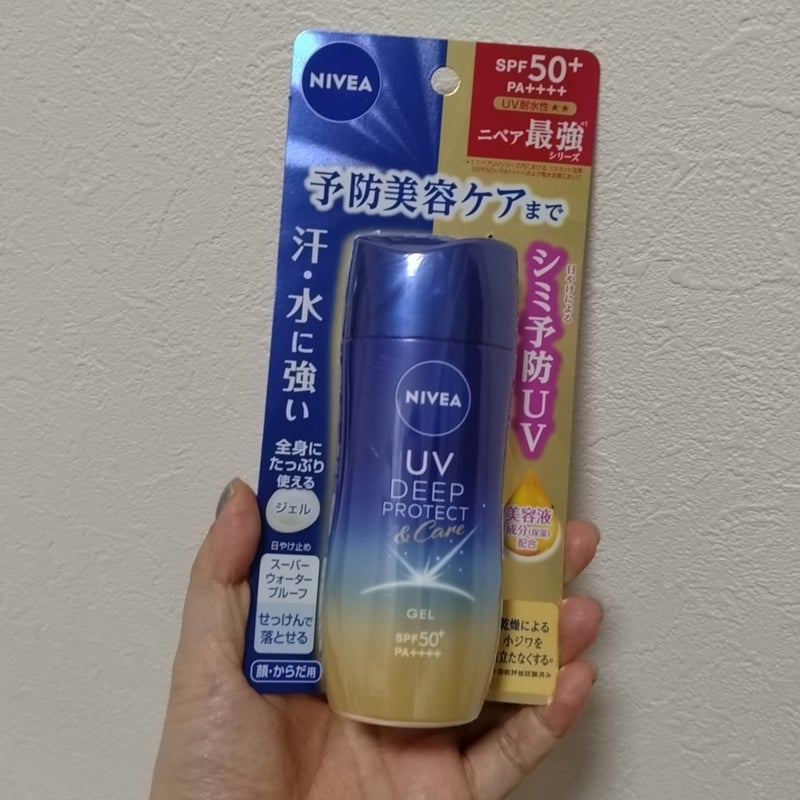 NIVEA
SPF50+
PA++++
UV耐水性★★
ニベア最強*1
シリーズ
予防美容ケアまで
汗・水に強い
日やけによる
シミ予防UV
全身に
たっぷり
使える
ジェル
日やけ止め
スーパー
ウォーター
プルーフ
せっけんで
落とせる
顔・からだ用
NIVEA
UV
DEEP
PROTECT
& Care
GEL
SPF50+
PA++++
美容液
成分(保湿)
配合
乾燥による
小ジワを
目立たなくする